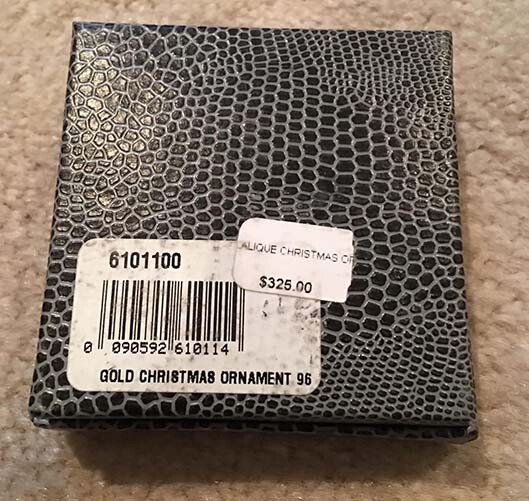 6101100
ALIQUE CHRISTMAS OR
$325.00
0 090592 610114
GOLD CHRISTMAS ORNAMENT 96